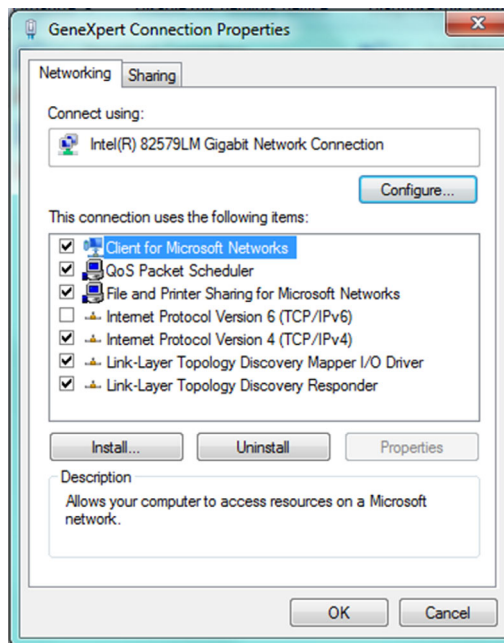 GeneXpert Connection Properties
Networking Sharing
Connect using:
Intel(R) 82579LM Gigabit Network Connection
Configure...
This connection uses the following items:
Client for Microsoft Networks
QoS Packet Scheduler
File and Printer Sharing for Microsoft Networks
Internet Protocol Version 6 (TCP/IPv6)
Internet Protocol Version 4 (TCP/IPv4)
Link-Layer Topology Discovery Mapper I/O Driver
Link-Layer Topology Discovery Responder
Install... Uninstall Properties
Description
Allows your computer to access resources on a Microsoft
network.
OK Cancel